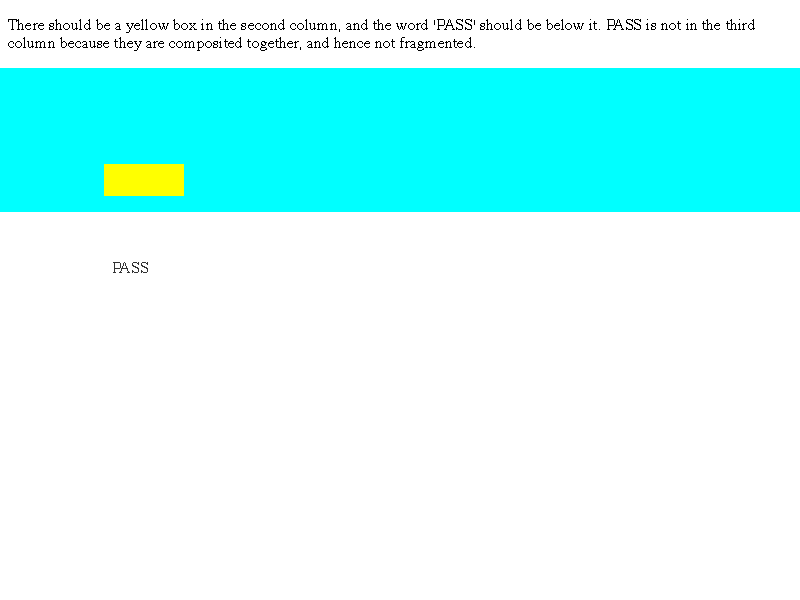 There should be a yellow box in the second column, and the word 'PASS' should be below it. PASS is not in the third
column because they are composited together, and hence not fragmented.
PASS